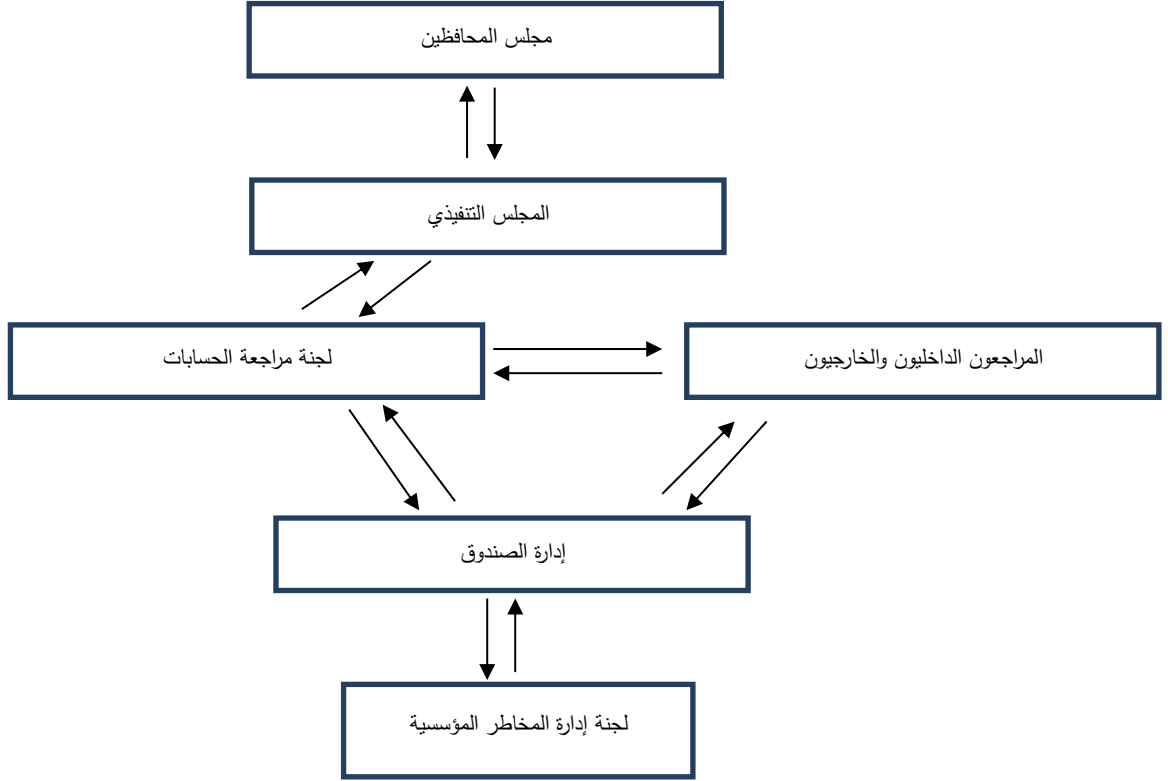 مجلس المحافظين
المجلس التنفيذي
المراجعون الداخليون والخارجيون
لجنة مراجعة الحسابات
إدارة الصندوق
لجنة إدارة المخاطر المؤسسية